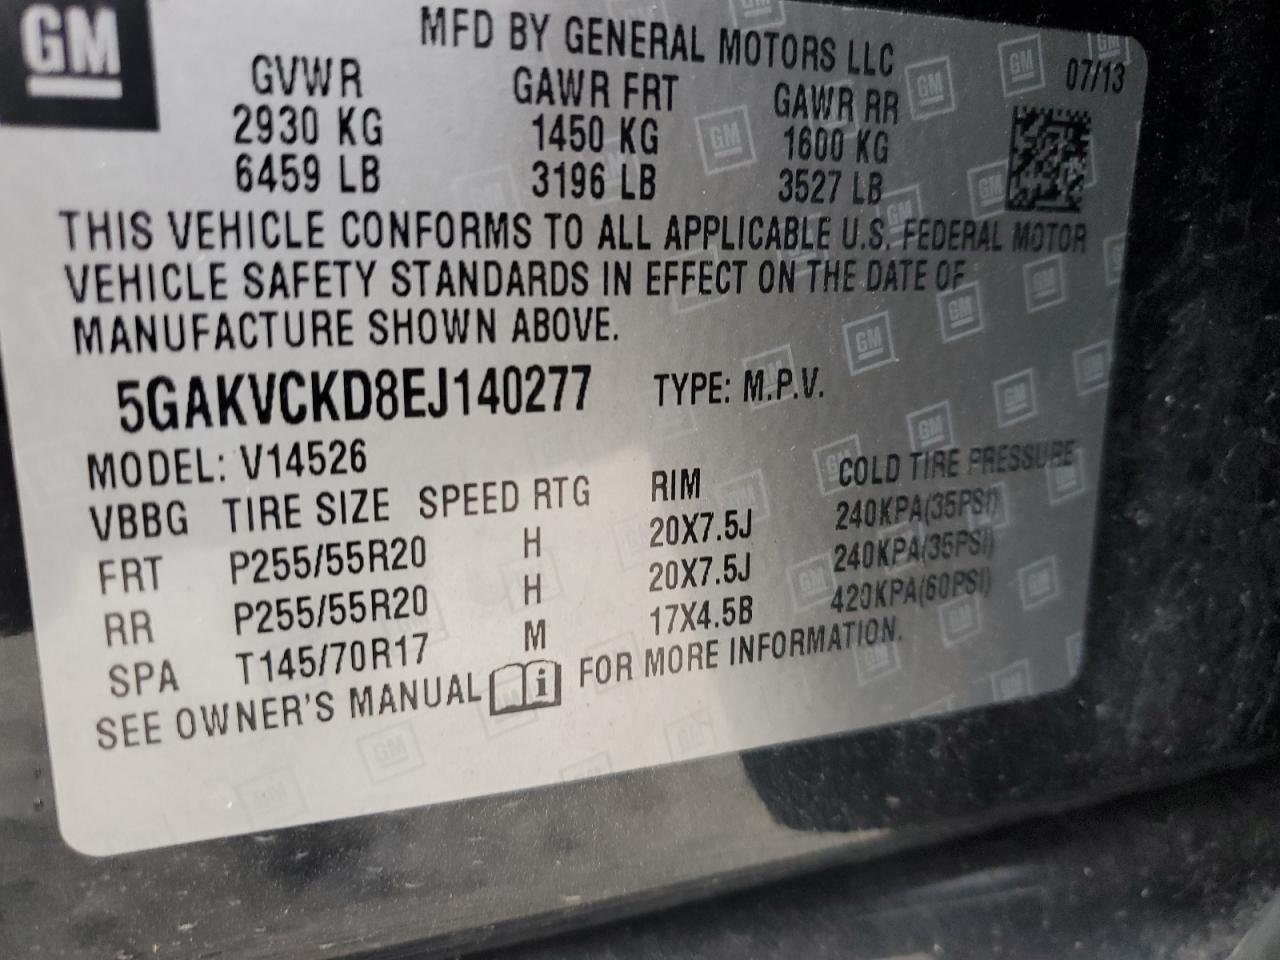 GM
MFD BY GENERAL MOTORS LLC
07/13
GVWR GAWR FRT GAWR RR
2930 KG 1450 KG 1600 KG
6459 LB 3196 LB 3527 LB
THIS VEHICLE CONFORMS TO ALL APPLICABLE U.S. FEDERAL MOTOR
VEHICLE SAFETY STANDARDS IN EFFECT ON THE DATE OF
MANUFACTURE SHOWN ABOVE.
5GAKVCKD8EJ140277 TYPE: M.P.V.
MODEL: V14526
VBBG TIRE SIZE SPEED RTG RIM COLD TIRE PRESSURE
FRT P255/55R20 H 20X7.5J 240KPA(35PSI)
RR P255/55R20 H 20X7.5J 240KPA(35PSI)
SPA T145/70R17 M 17X4.5B 420KPA(60PSI)
SEE OWNER'S MANUAL i FOR MORE INFORMATION.